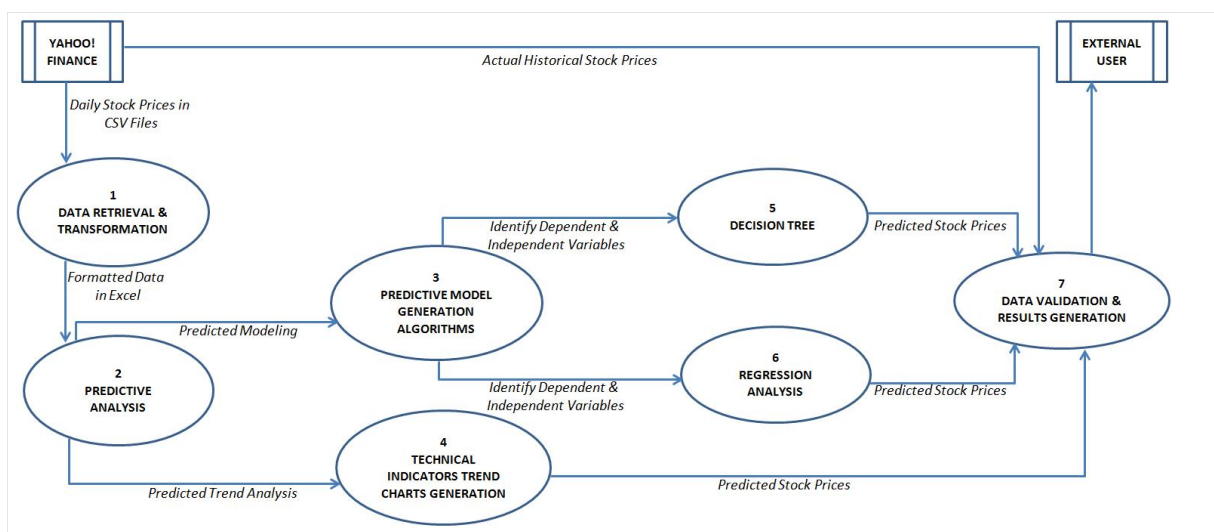 YAHOO!
FINANCE
EXTERNAL
USER
Actual Historical Stock Prices
Daily Stock Prices in
CSV Files
1
DATA RETRIEVAL &
TRANSFORMATION
5
DECISION TREE
Identify Dependent &
Independent Variables
Predicted Stock Prices
Formatted Data
in Excel
3
PREDICTIVE MODEL
GENERATION
ALGORITHMS
7
DATA VALIDATION &
RESULTS GENERATION
Predicted Modeling
2
PREDICTIVE
ANALYSIS
6
REGRESSION
ANALYSIS
Identify Dependent &
Independent Variables
Predicted Stock Prices
4
TECHNICAL
INDICATORS TREND
CHARTS GENERATION
Predicted Trend Analysis
Predicted Stock Prices